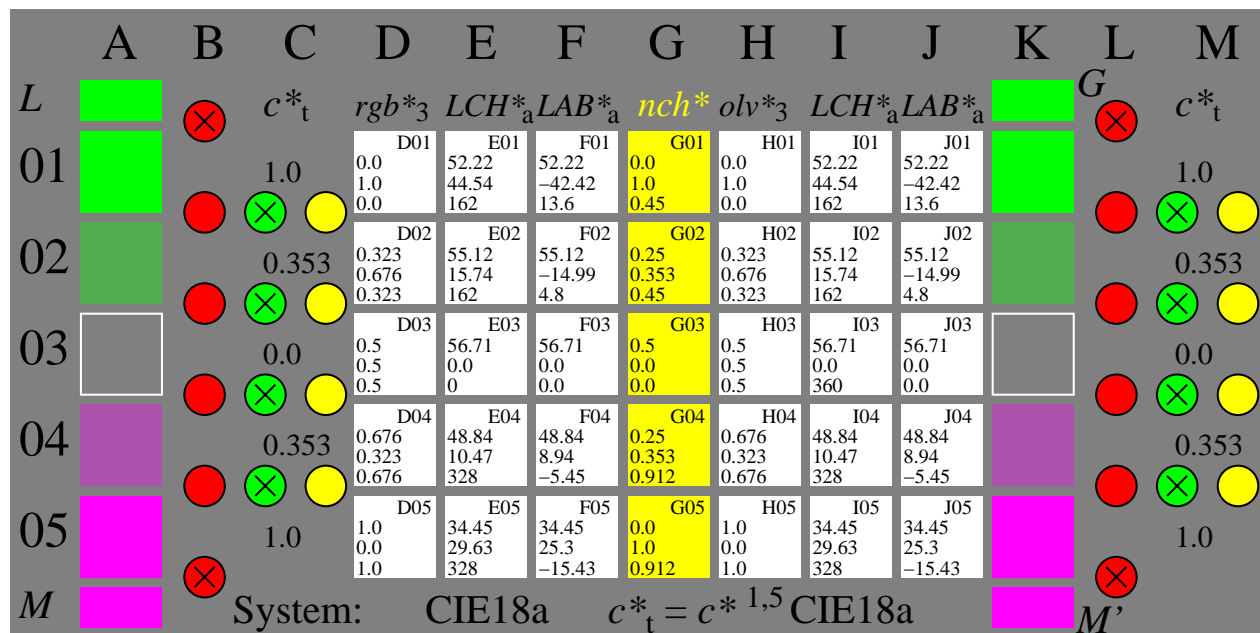 A B C D E F G H I J K L M
L c*t rgb*3 LCH*a LAB*a nch* olv*3 LCH*a LAB*a G c*t
01 1.0 D01 E01 F01 G01 H01 I01 J01 1.0
0.0 52.22 52.22 0.0 0.0 52.22 52.22
1.0 44.54 −42.42 1.0 1.0 44.54 −42.42
0.0 162 13.6 0.45 0.0 162 13.6
02 0.353 D02 E02 F02 G02 H02 I02 J02 0.353
0.323 55.12 55.12 0.25 0.323 55.12 55.12
0.676 15.74 −14.99 0.353 0.676 15.74 −14.99
0.323 162 4.8 0.45 0.323 162 4.8
03 0.0 D03 E03 F03 G03 H03 I03 J03 0.0
0.5 56.71 56.71 0.5 0.5 56.71 56.71
0.5 0.0 0.0 0.0 0.5 0.0 0.0
0.5 0 0.0 0.0 0.5 360 0.0
04 0.353 D04 E04 F04 G04 H04 I04 J04 0.353
0.676 48.84 48.84 0.25 0.676 48.84 48.84
0.323 10.47 8.94 0.353 0.323 10.47 8.94
0.676 328 −5.45 0.912 0.676 328 −5.45
05 1.0 D05 E05 F05 G05 H05 I05 J05 1.0
1.0 34.45 34.45 0.0 1.0 34.45 34.45
0.0 29.63 25.3 1.0 0.0 29.63 25.3
1.0 328 −15.43 0.912 1.0 328 −15.43
M System: CIE18a c*t = c* 1,5 CIE18a M'